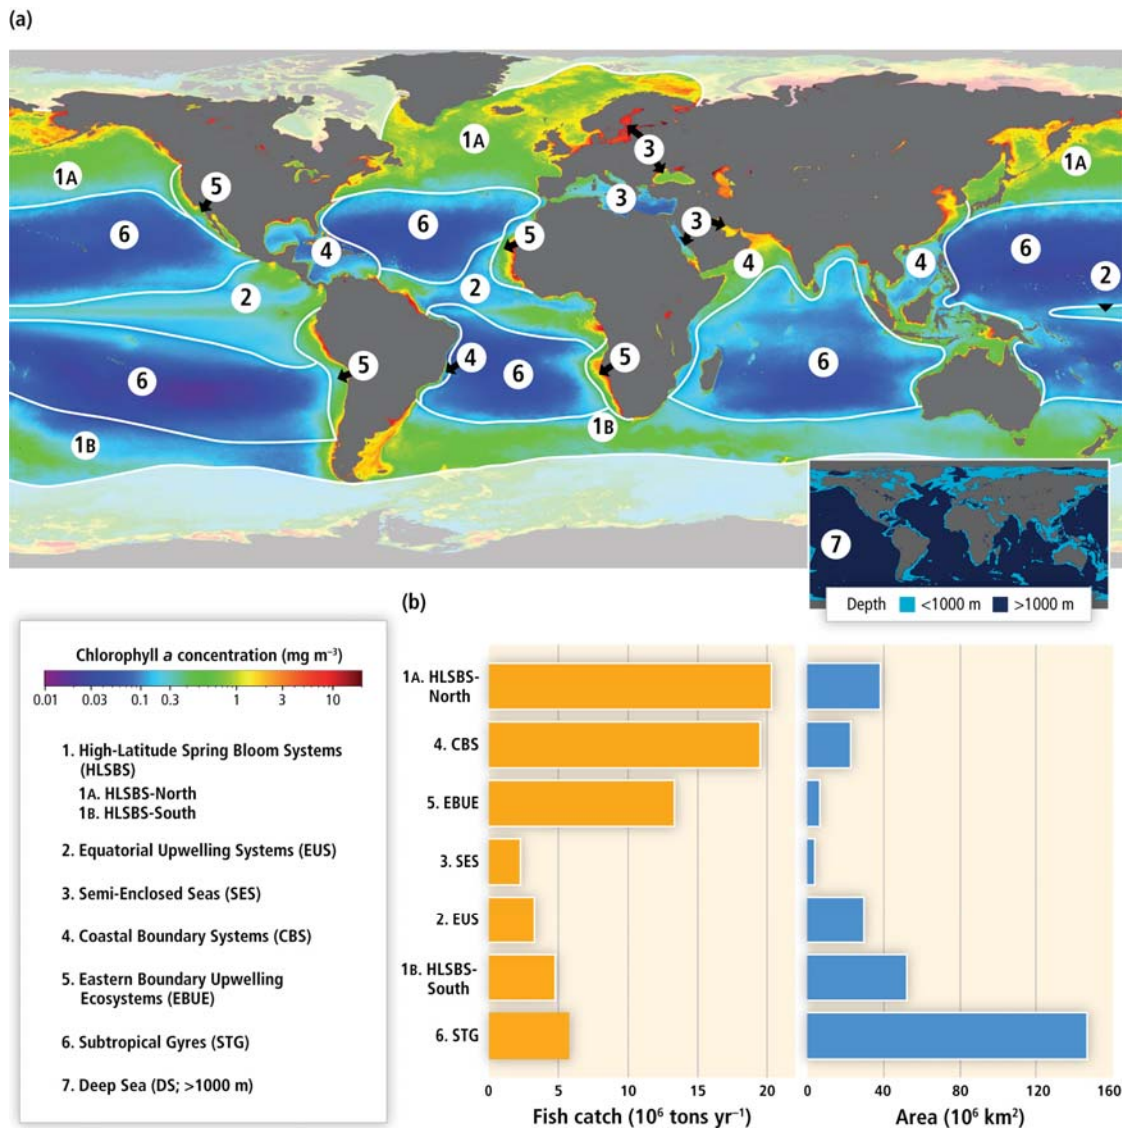 (a)
1A
1A
1A
3
3
3
5
5
6
6
6
4
4
4
2
2
2
5
5
4
6
6
6
1B
1B
7
Depth <1000 m >1000 m
Chlorophyll a concentration (mg m⁻³)
0.01 0.03 0.1 0.3 1 3 10
1. High-Latitude Spring Bloom Systems
(HLSBS)
1A. HLSBS-North
1B. HLSBS-South
2. Equatorial Upwelling Systems (EUS)
3. Semi-Enclosed Seas (SES)
4. Coastal Boundary Systems (CBS)
5. Eastern Boundary Upwelling
Ecosystems (EBUE)
6. Subtropical Gyres (STG)
7. Deep Sea (DS; >1000 m)
(b)
1A. HLSBS-
North
4. CBS
5. EBUE
3. SES
2. EUS
1B. HLSBS-
South
6. STG
0 5 10 15 20
Fish catch (10⁶ tons yr⁻¹)
0 40 80 120 160
Area (10⁶ km²)